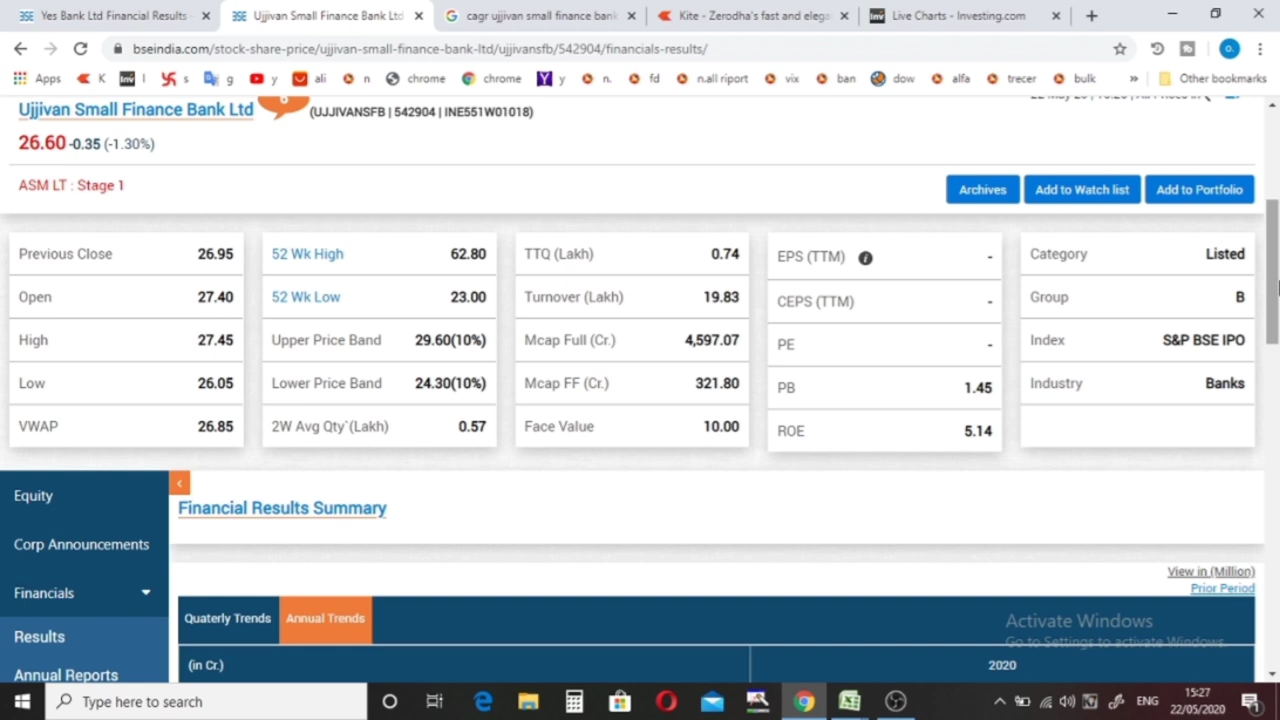 Yes Bank Ltd Financial Results
Ujjivan Small Finance Bank Ltd
cagr ujjivan small finance bank
Kite - Zerodha's fast and elega
Live Charts - Investing.com
bseindia.com/stock-share-price/ujjivan-small-finance-bank-ltd/ujjivansfb/542904/financials-results/
Apps K Inv l s g y ali n chrome chrome Y y n. fd n.all riport vix ban dow alfa trecer bulk » Other bookmarks
Ujjivan Small Finance Bank Ltd
(UJJIVANSFB | 542904 | INE551W01018)
26.60 -0.35 (-1.30%)
ASM LT : Stage 1
Archives Add to Watch list Add to Portfolio
Previous Close 26.95
Open 27.40
High 27.45
Low 26.05
VWAP 26.85
52 Wk High 62.80
52 Wk Low 23.00
Upper Price Band 29.60(10%)
Lower Price Band 24.30(10%)
2W Avg Qty`(Lakh) 0.57
TTQ (Lakh) 0.74
Turnover (Lakh) 19.83
Mcap Full (Cr.) 4,597.07
Mcap FF (Cr.) 321.80
Face Value 10.00
EPS (TTM) -
CEPS (TTM) -
PE -
PB 1.45
ROE 5.14
Category Listed
Group B
Index S&P BSE IPO
Industry Banks
Equity
Corp Announcements
Financials
Results
Annual Reports
Financial Results Summary
View in (Million)
Prior Period
Quaterly Trends Annual Trends
(in Cr.) 2020
Activate Windows
Go to Settings to activate Windows.
Type here to search
ENG
15:27
22/05/2020